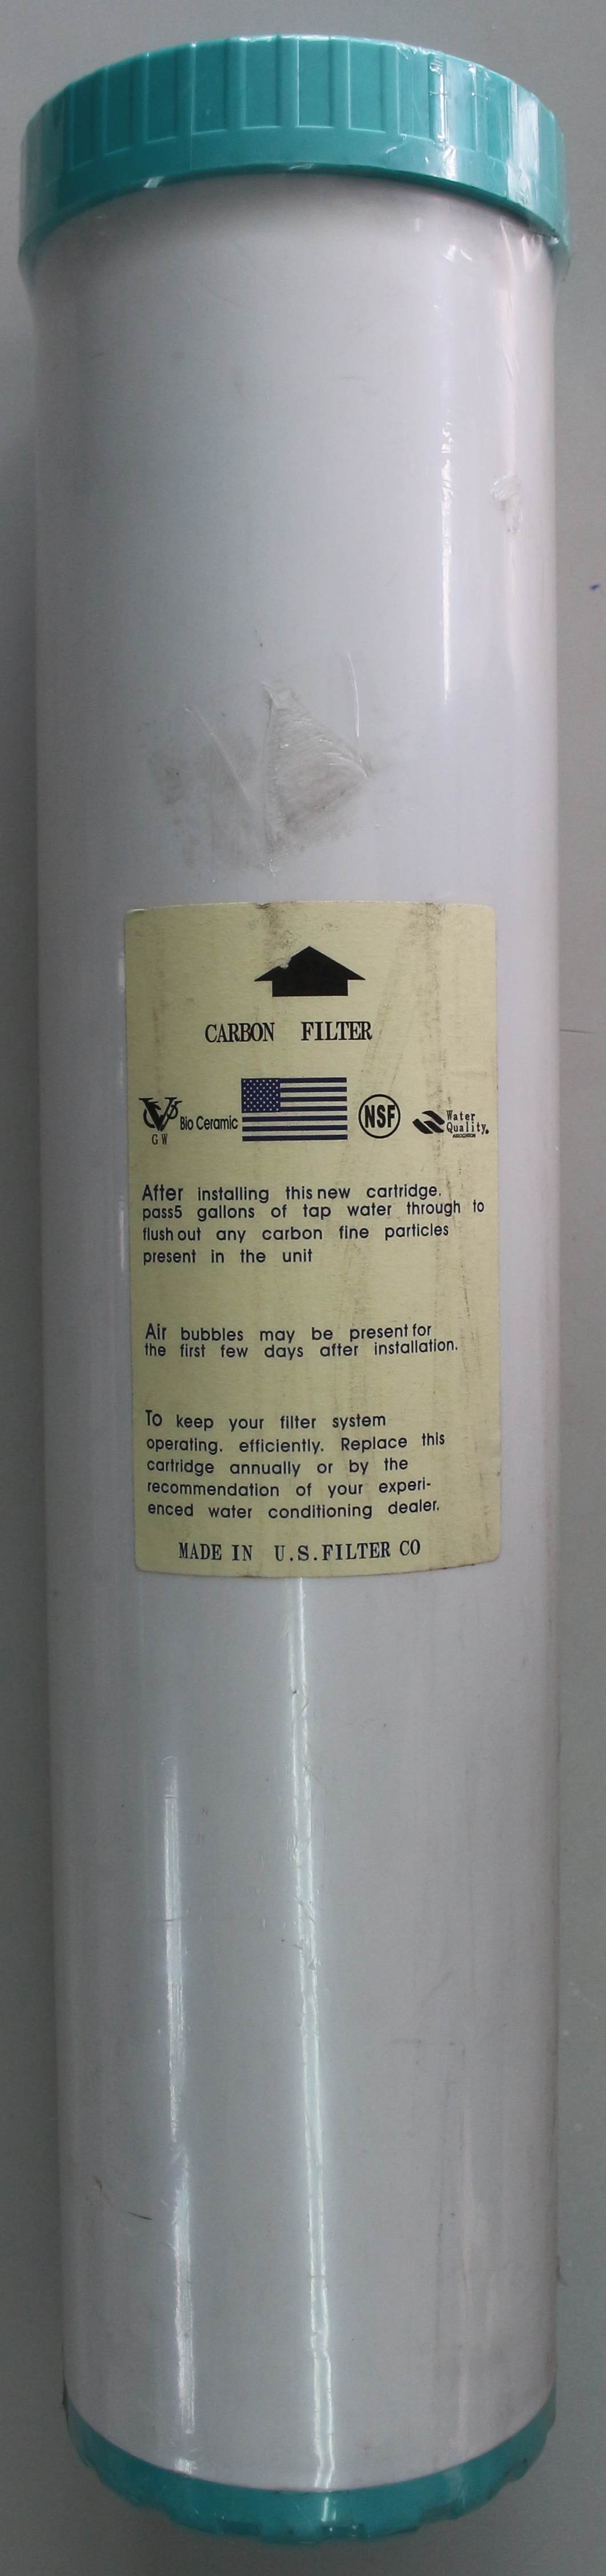 CARBON FILTER
GW
Bio Ceramic
NSF
Water
Quality
ASSOCIATION
After installing this new cartridge.
pass5 gallons of tap water through to
flush out any carbon fine particles
present in the unit
Air bubbles may be present for
the first few days after installation.
To keep your filter system
operating. efficiently. Replace this
cartridge annually or by the
recommendation of your experi-
enced water conditioning dealer.
MADE IN U.S.FILTER CO